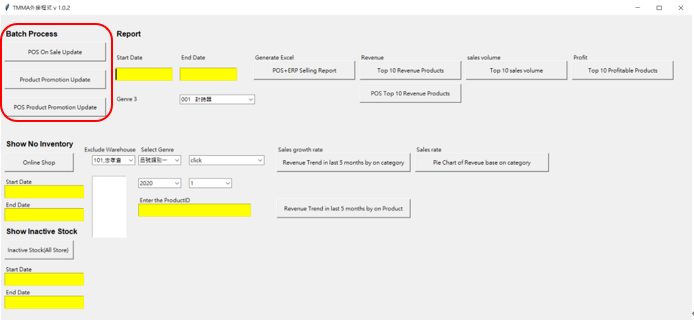 TMMA外掛程式 v 1.0.2
Batch Process
POS On Sale Update
Product Promotion Update
POS Product Promotion Update
Report
Start Date
End Date
Generate Excel
POS+ERP Selling Report
Revenue
Top 10 Revenue Products
sales volume
Top 10 sales volume
Profit
Top 10 Profitable Products
Genre 3
001 計時器
POS Top 10 Revenue Products
Show No Inventory
Online Shop
Start Date
End Date
Exclude Warehouse
101,忠孝倉
Select Genre
品號類別一
click
2020
1
Enter the ProductID
Sales growth rate
Revenue Trend in last 5 months by on category
Sales rate
Pie Chart of Reveue base on category
Revenue Trend in last 5 months by on Product
Show Inactive Stock
Inactive Stock(All Store)
Start Date
End Date